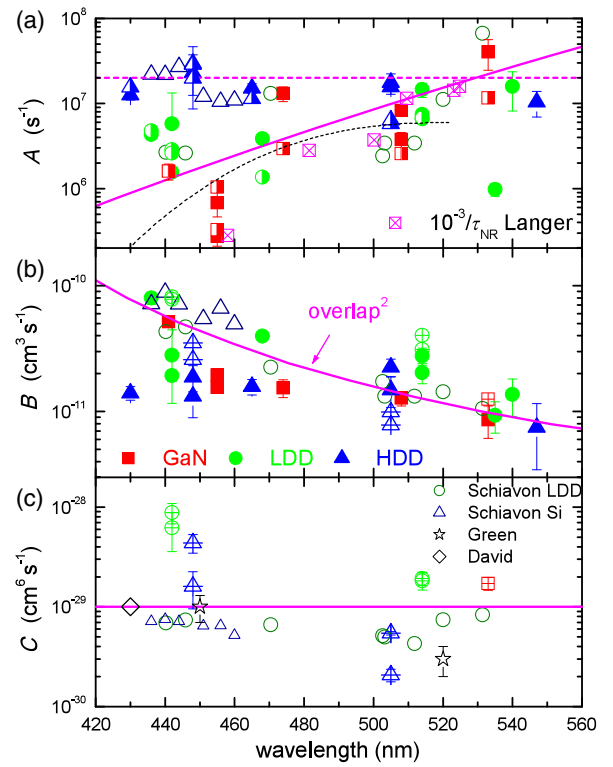 (a)
10^8
10^7
10^6
A (s^-1)
10^-3/τ_NR Langer
(b)
10^-10
10^-11
B (cm^3 s^-1)
overlap^2
GaN LDD HDD
(c)
10^-28
10^-29
10^-30
C (cm^6 s^-1)
Schiavon LDD
Schiavon Si
Green
David
420 440 460 480 500 520 540 560
wavelength (nm)